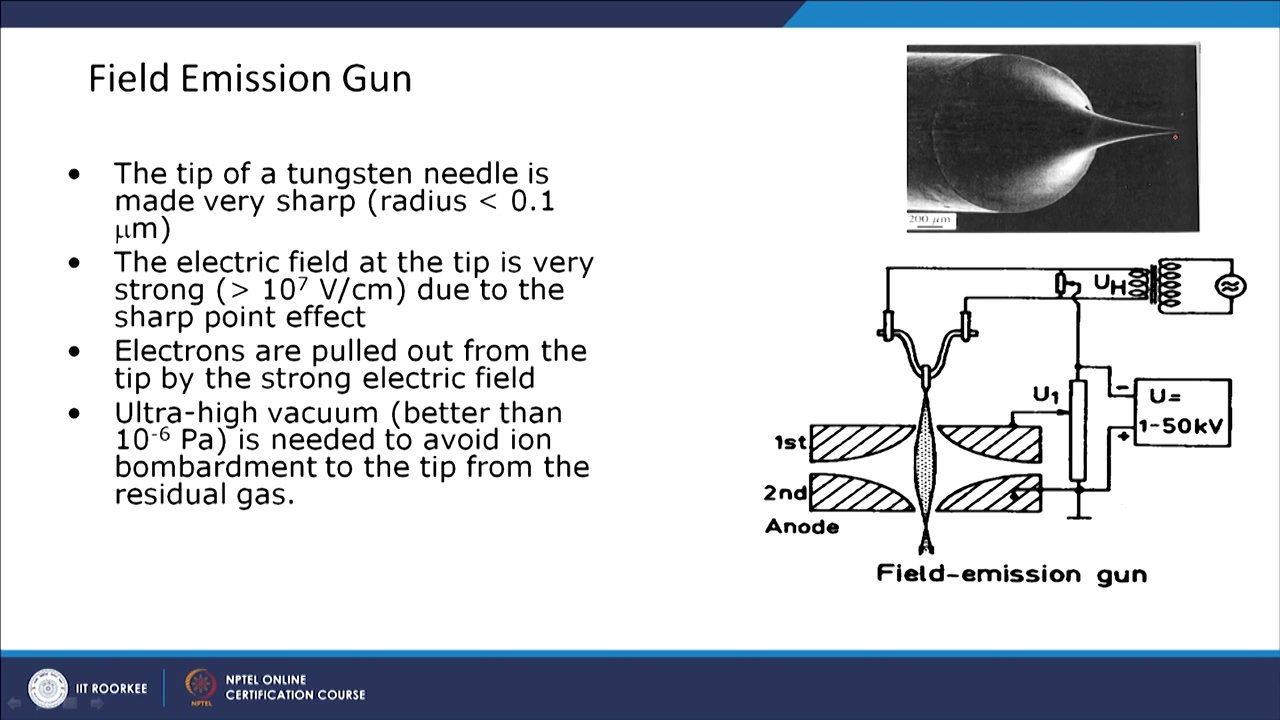 Field Emission Gun
• The tip of a tungsten needle is
made very sharp (radius < 0.1
μm)
• The electric field at the tip is very
strong (> 10⁷ V/cm) due to the
sharp point effect
• Electrons are pulled out from the
tip by the strong electric field
• Ultra-high vacuum (better than
10⁻⁶ Pa) is needed to avoid ion
bombardment to the tip from the
residual gas.
200 μm
U_H
U₁
U=
1-50kV
−
+
1st
2nd
Anode
Field-emission gun
IIT ROORKEE
NPTEL
NPTEL ONLINE
CERTIFICATION COURSE